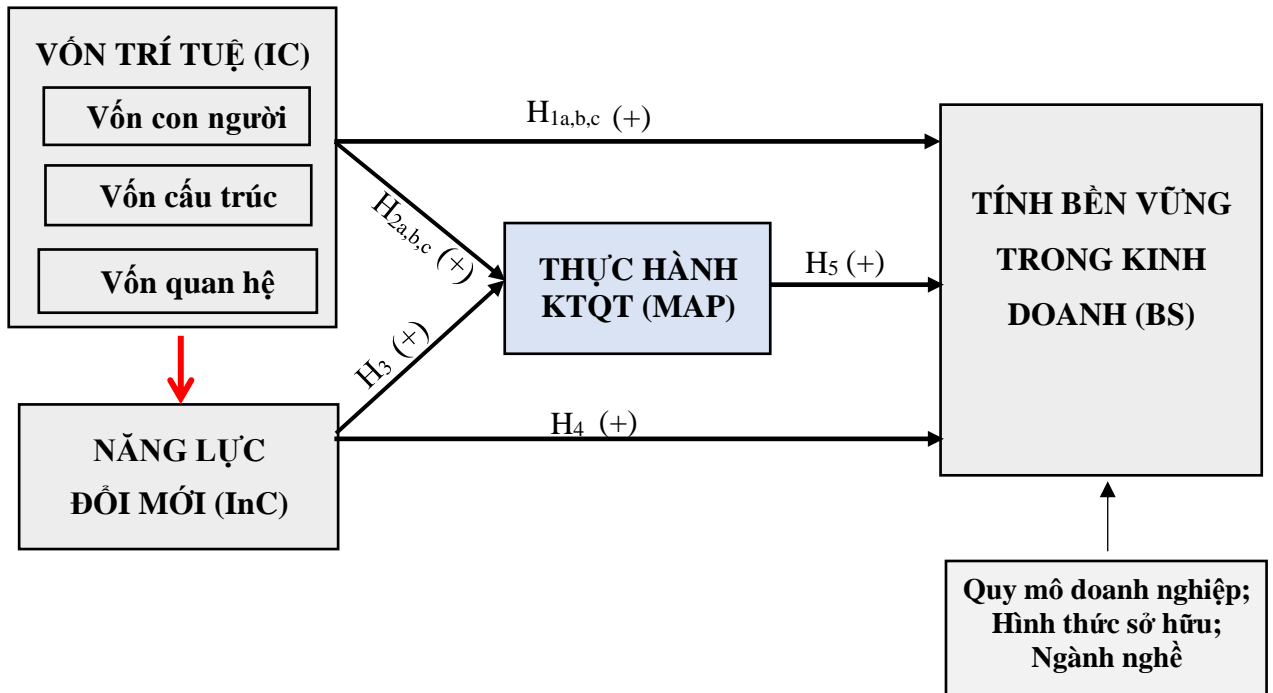 VỐN TRÍ TUỆ (IC)
Vốn con người
Vốn cấu trúc
Vốn quan hệ
H1a,b,c (+)
H2a,b,c (+)
THỰC HÀNH
KTQT (MAP)
H5 (+)
TÍNH BỀN VỮNG
TRONG KINH
DOANH (BS)
H3 (+)
H4 (+)
NĂNG LỰC
ĐỔI MỚI (InC)
Quy mô doanh nghiệp;
Hình thức sở hữu;
Ngành nghề